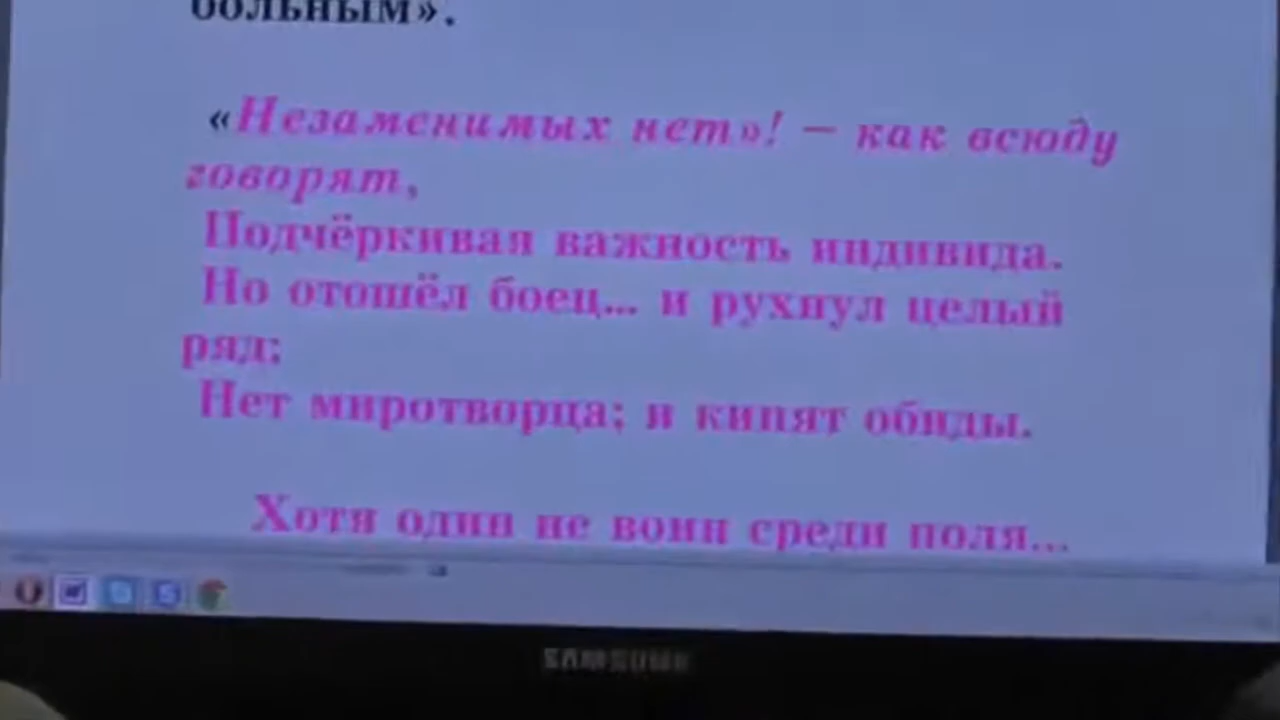 больным».
«Незаменимых нет»! – как всюду
говорят,
Подчёркивая важность индивида.
Но отошёл боец... и рухнул целый
ряд;
Нет миротворца; и кипят обиды.
Хотя один не воин среди поля...
SAMSUNG